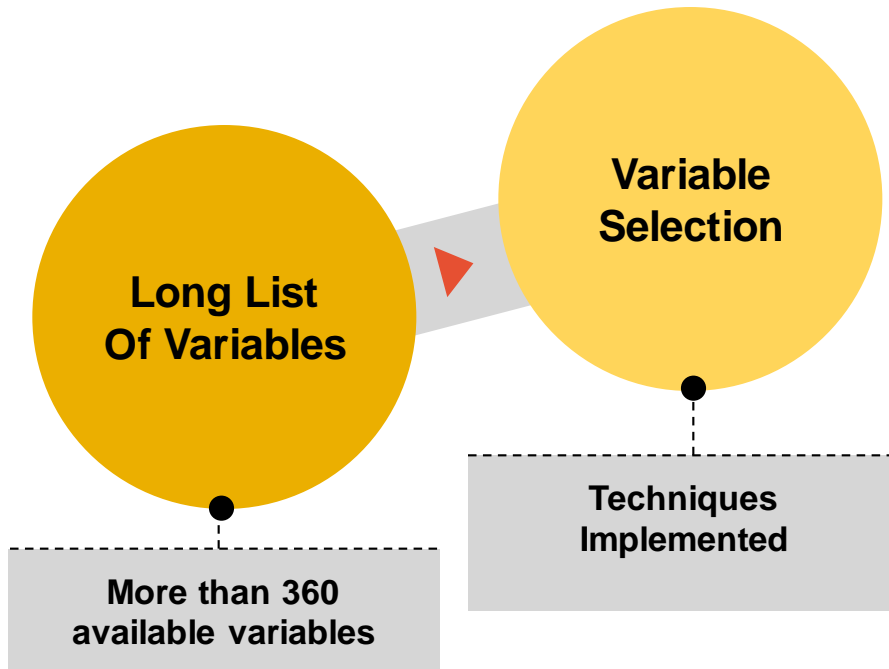 Long List
Of Variables
More than 360
available variables
Variable
Selection
Techniques
Implemented